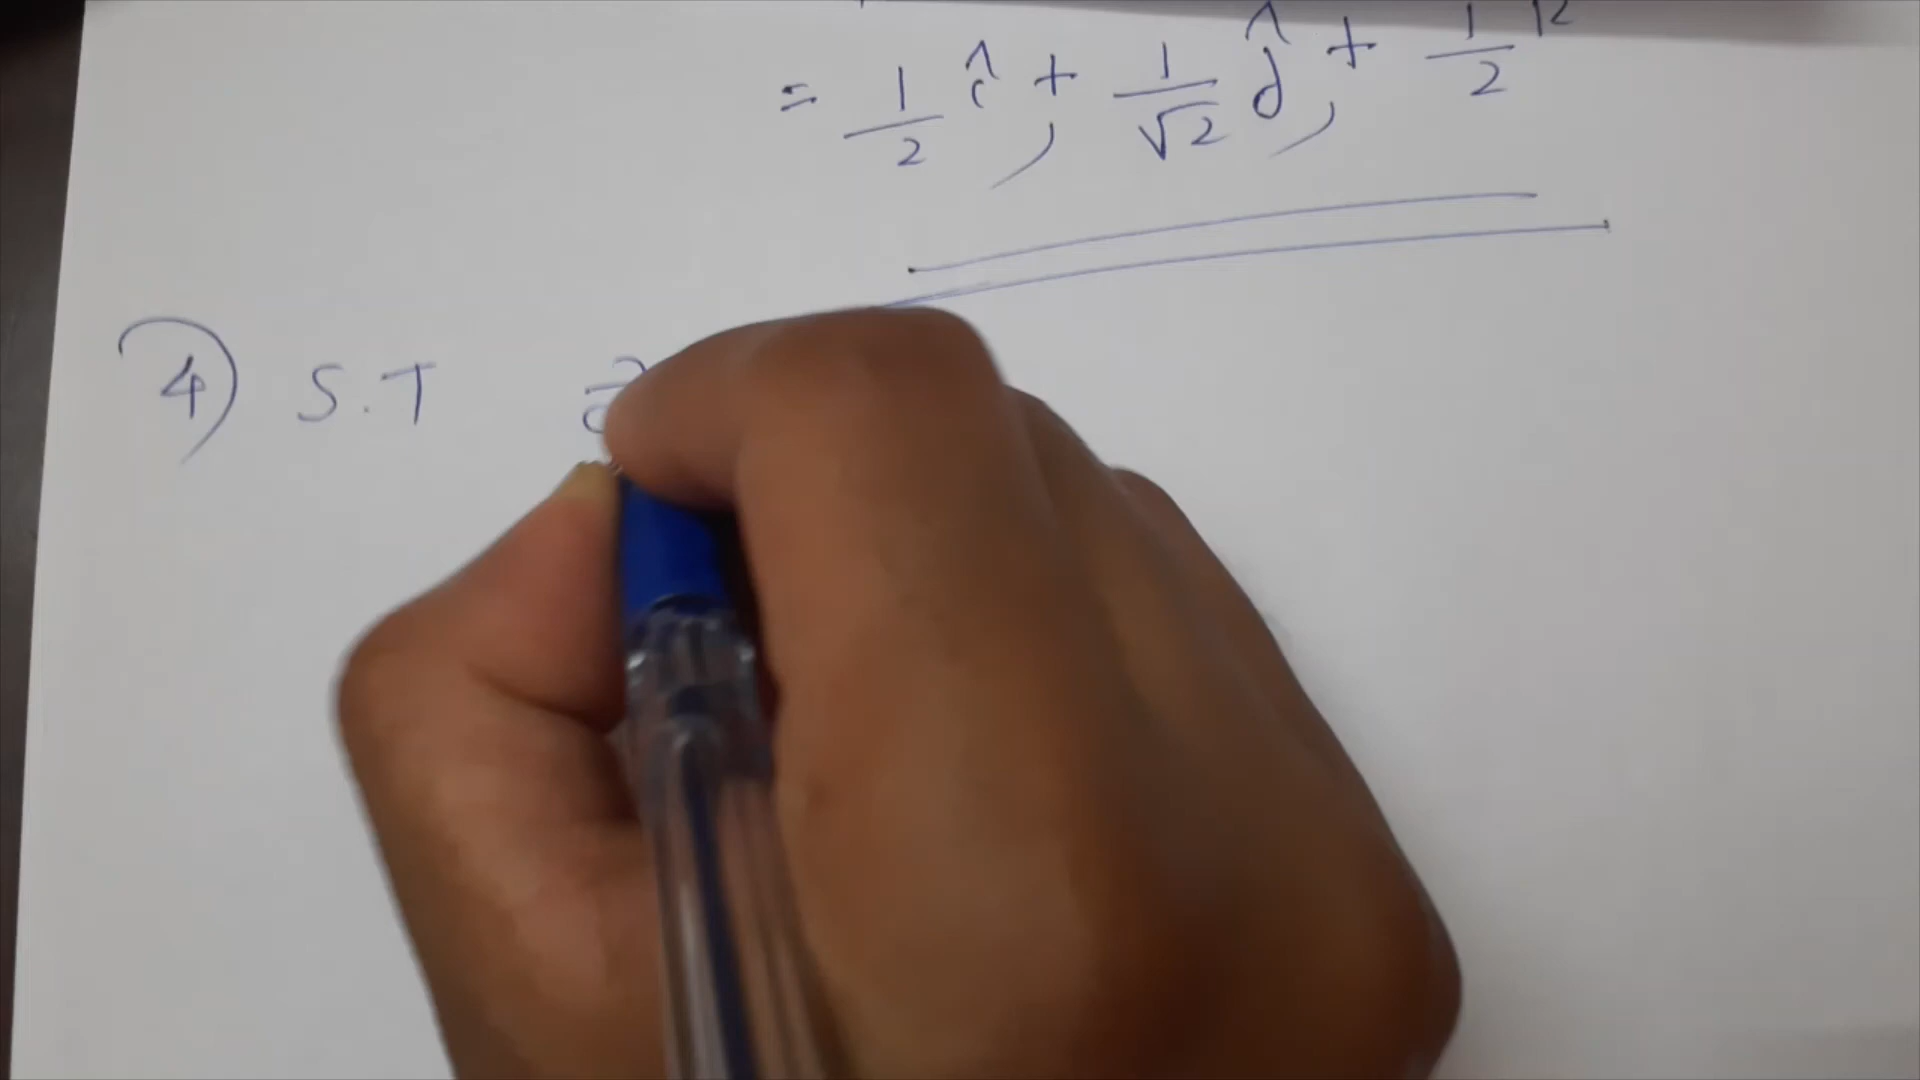 = 1/2 î + 1/√2 ĵ + 1/2 k
4) S.T